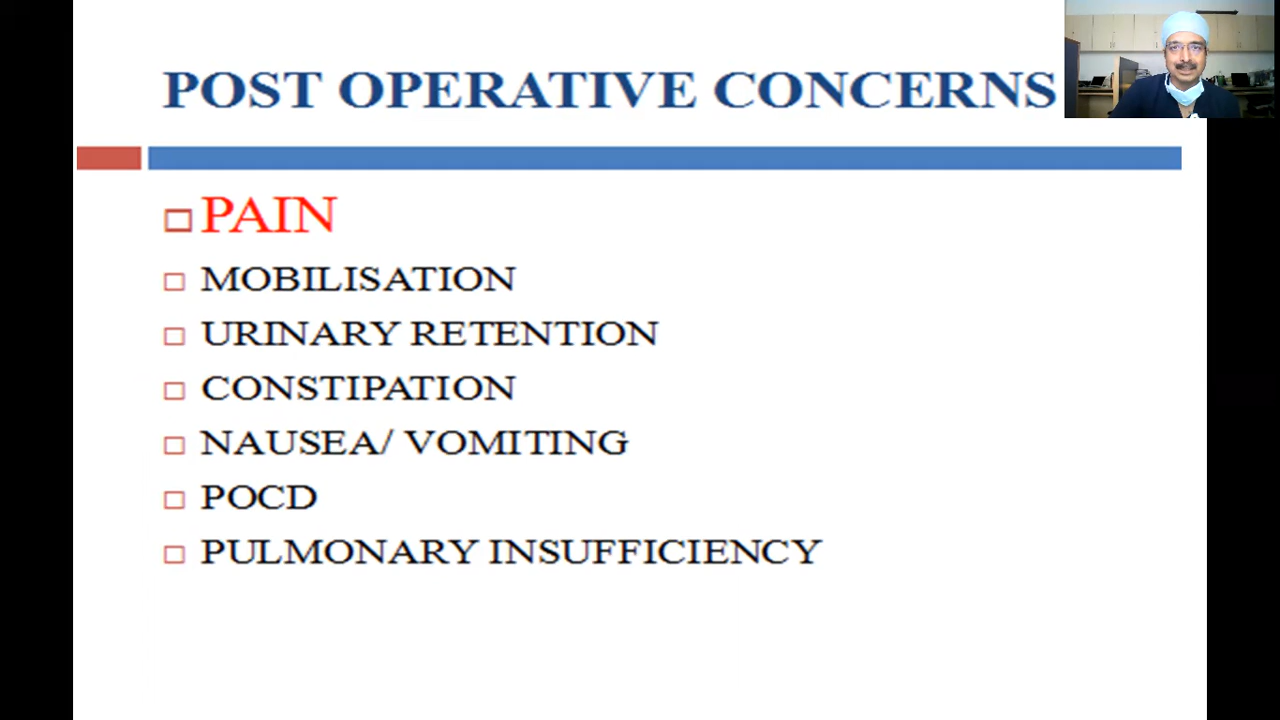 POST OPERATIVE CONCERNS
PAIN
MOBILISATION
URINARY RETENTION
CONSTIPATION
NAUSEA/ VOMITING
POCD
PULMONARY INSUFFICIENCY